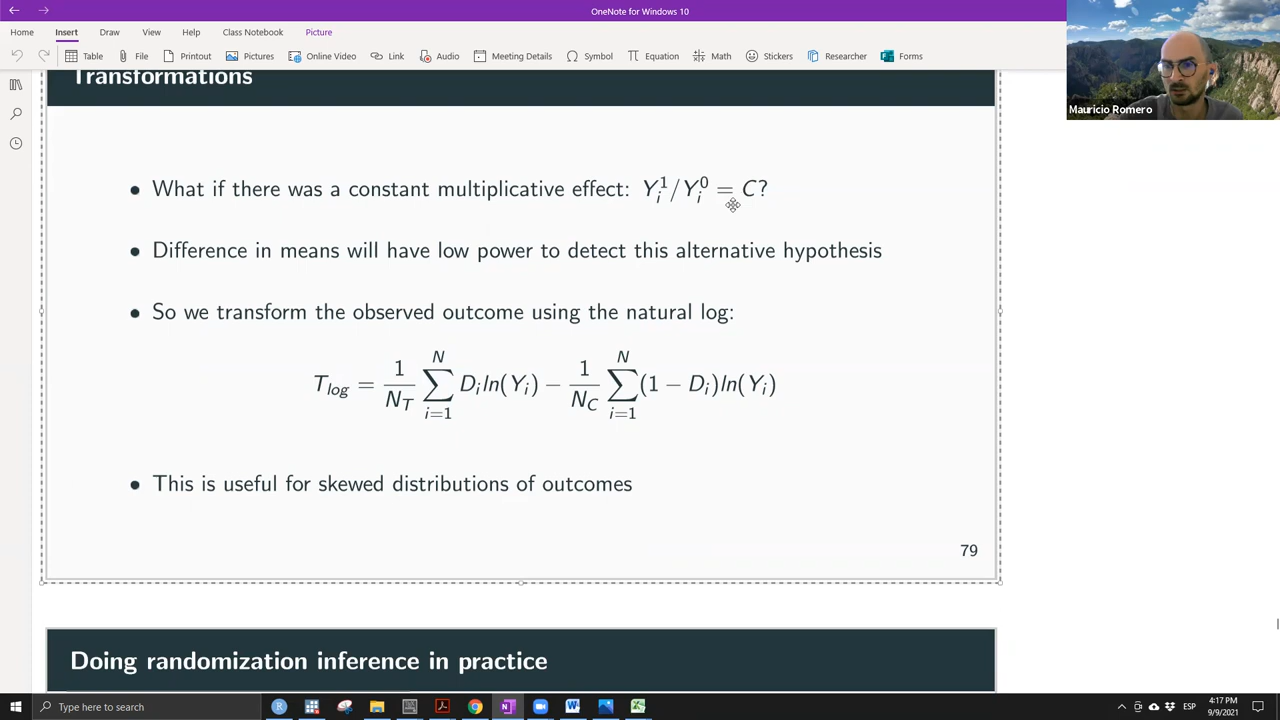 OneNote for Windows 10
Home Insert Draw View Help Class Notebook Picture
Table File Printout Pictures Online Video Link Audio Meeting Details Symbol Equation Math Stickers Researcher Forms
Mauricio Romero
Transformations
• What if there was a constant multiplicative effect: Y_i^1/Y_i^0 = C?
• Difference in means will have low power to detect this alternative hypothesis
• So we transform the observed outcome using the natural log:
T_log = 1/N_T ∑_{i=1}^N D_i ln(Y_i) − 1/N_C ∑_{i=1}^N (1 − D_i)ln(Y_i)
• This is useful for skewed distributions of outcomes
79
Doing randomization inference in practice
Type here to search
ESP
4:17 PM
9/9/2021